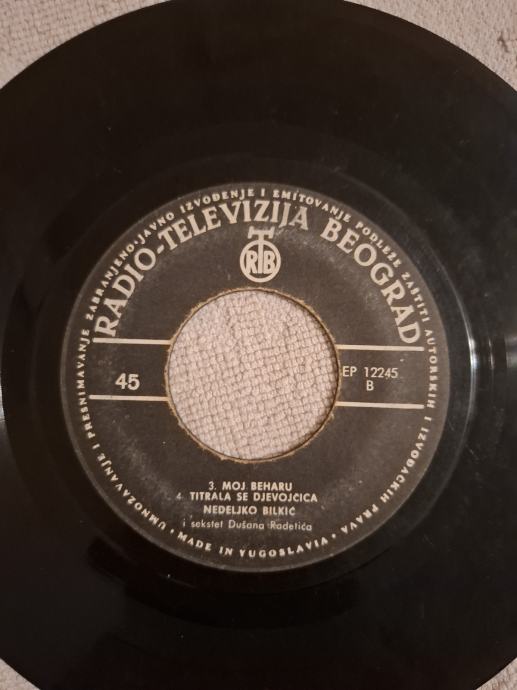 UMNOŽAVANJE I PRESNIMAVANJE ZABRANJENO·JAVNO IZVOĐENJE I EMITOVANJE PODLEŽE ZAŠTITI AUTORSKIH I IZVOĐAČKIH PRAVA
RADIO-TELEVIZIJA BEOGRAD
RTB
45
EP 12245
B
3. MOJ BEHARU
4. TITRALA SE DJEVOJČICA
NEDELJKO BILKIĆ
i sekstet Dušana Radetića
• MADE IN YUGOSLAVIA •